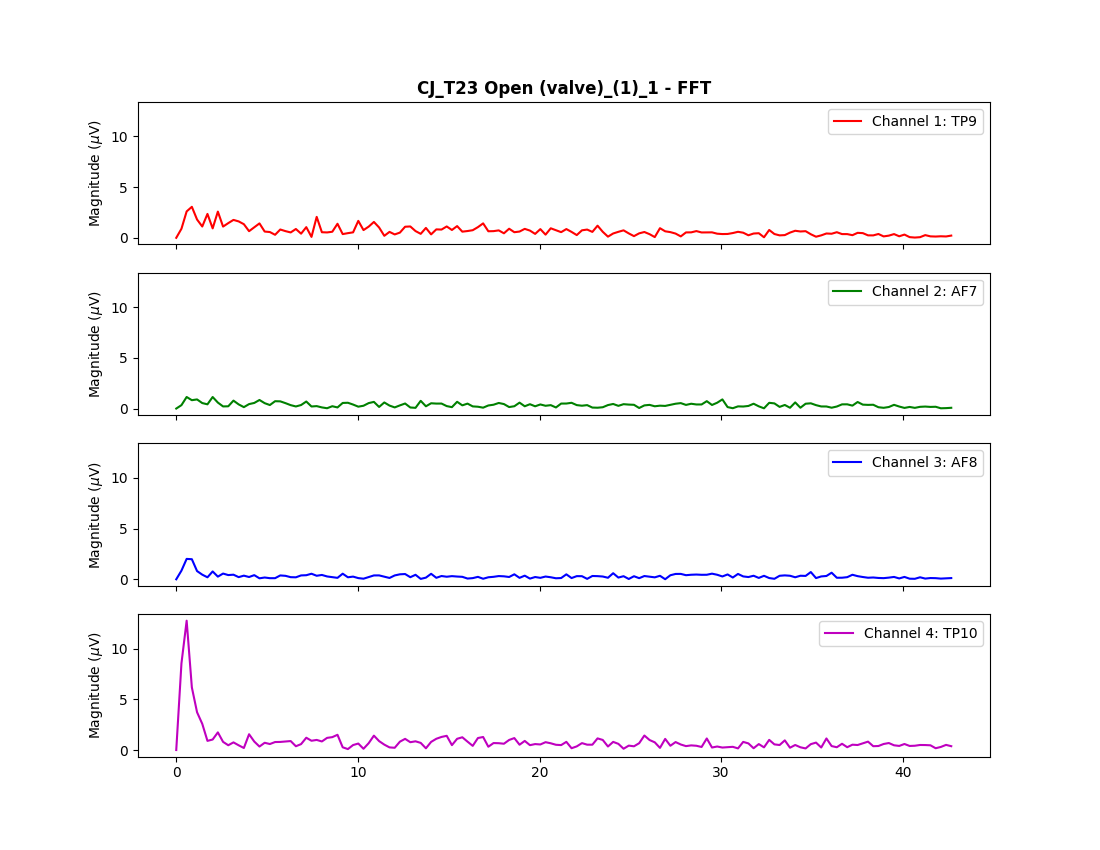 CJ_T23 Open (valve)_(1)_1 - FFT
Magnitude (μV)
10
5
0
Channel 1: TP9
Magnitude (μV)
10
5
0
Channel 2: AF7
Magnitude (μV)
10
5
0
Channel 3: AF8
Magnitude (μV)
10
5
0
Channel 4: TP10
0 10 20 30 40